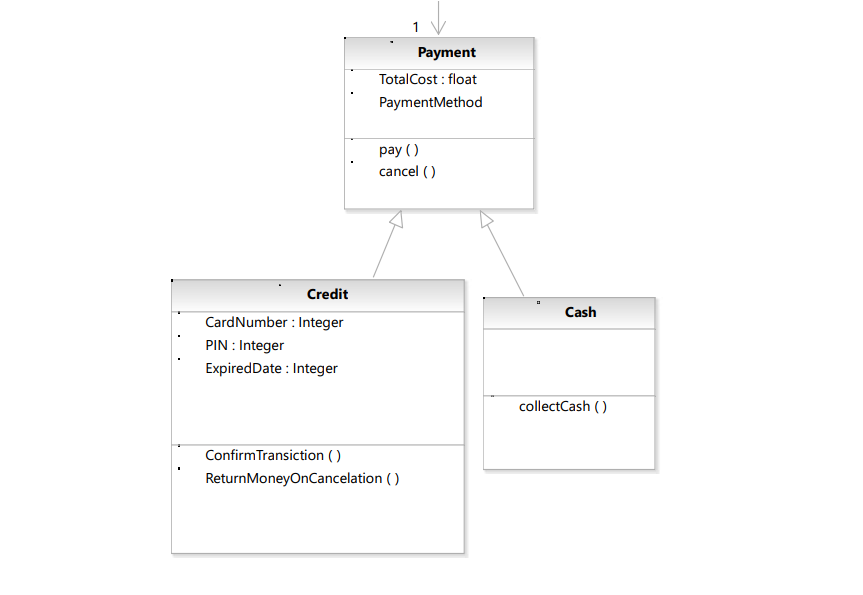 1
Payment
TotalCost : float
PaymentMethod
pay ( )
cancel ( )
Credit
CardNumber : Integer
PIN : Integer
ExpiredDate : Integer
ConfirmTransiction ( )
ReturnMoneyOnCancelation ( )
Cash
collectCash ( )